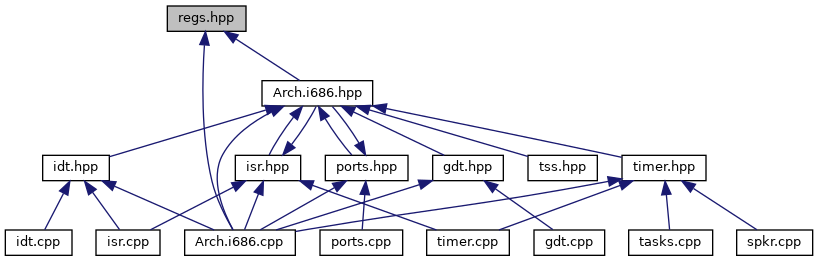 regs.hpp
Arch.i686.hpp
idt.hpp
isr.hpp
ports.hpp
gdt.hpp
tss.hpp
timer.hpp
idt.cpp
isr.cpp
Arch.i686.cpp
ports.cpp
timer.cpp
gdt.cpp
tasks.cpp
spkr.cpp